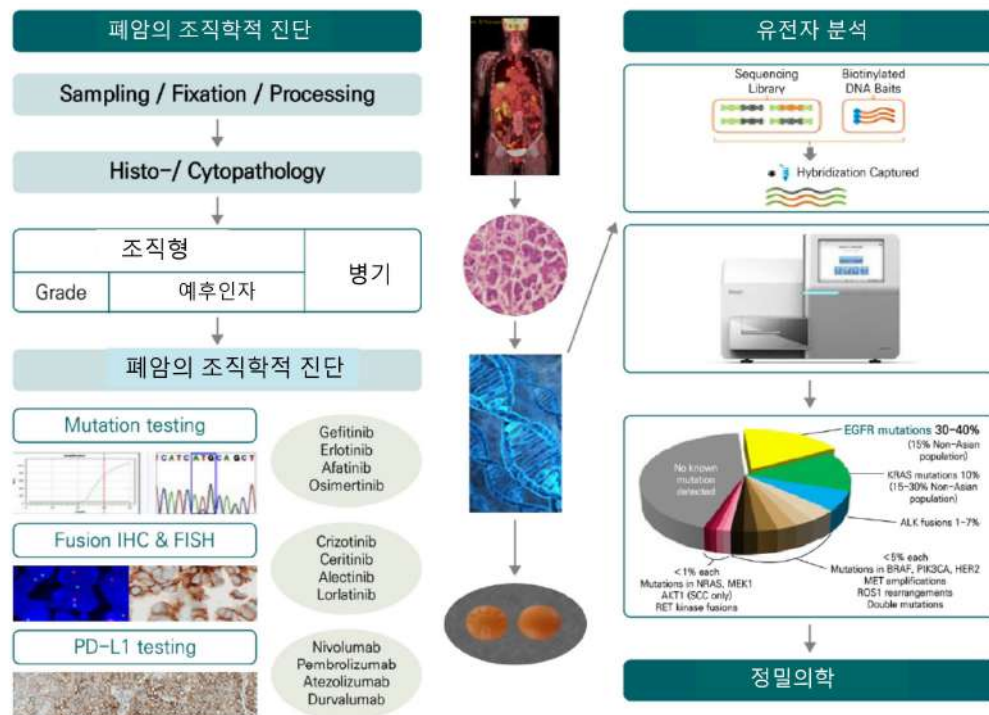 폐암의 조직학적 진단
Sampling / Fixation / Processing
Histo-/ Cytopathology
조직형
Grade
예후인자
병기
폐암의 조직학적 진단
Mutation testing
Gefitinib
Erlotinib
Afatinib
Osimertinib
Fusion IHC & FISH
Crizotinib
Ceritinib
Alectinib
Lorlatinib
PD-L1 testing
Nivolumab
Pembrolizumab
Atezolizumab
Durvalumab
유전자 분석
Sequencing
Library
Biotinylated
DNA Baits
Hybridization Captured
EGFR mutations 30-40%
(15% Non-Asian
population)
No known
mutation
detected
KRAS mutations 10%
(15-30% Non-Asian
population)
ALK fusions 1-7%
<5% each
Mutations in BRAF, PIK3CA, HER2
MET amplifications
ROS1 rearrangements
Double mutations
<1% each
Mutations in NRAS, MEK1
AKT1 (SCC only)
RET kinase fusions
정밀의학